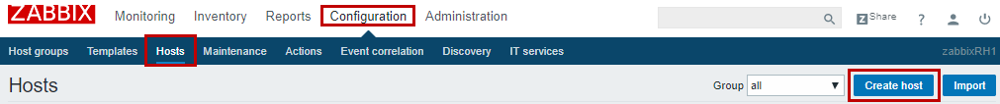 ZABBIX Monitoring Inventory Reports Configuration Administration Z Share ?
Host groups Templates Hosts Maintenance Actions Event correlation Discovery IT services zabbixRH1
Hosts Group all Create host Import